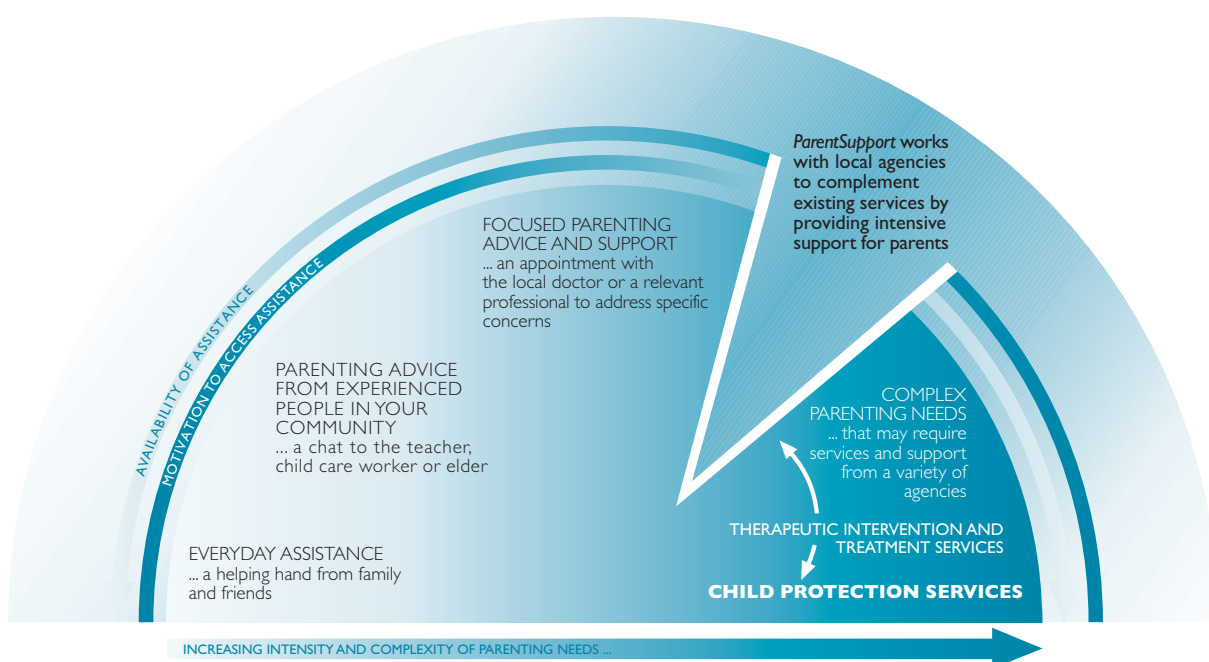 ParentSupport works
with local agencies
to complement
existing services by
providing intensive
support for parents
FOCUSED PARENTING
ADVICE AND SUPPORT
... an appointment with
the local doctor or a relevant
professional to address specific
concerns
AVAILABILITY OF ASSISTANCE
MOTIVATION TO ACCESS ASSISTANCE
PARENTING ADVICE
FROM EXPERIENCED
PEOPLE IN YOUR
COMMUNITY
... a chat to the teacher,
child care worker or elder
COMPLEX
PARENTING NEEDS
... that may require
services and support
from a variety of
agencies
THERAPEUTIC INTERVENTION AND
TREATMENT SERVICES
EVERYDAY ASSISTANCE
... a helping hand from family
and friends
CHILD PROTECTION SERVICES
INCREASING INTENSITY AND COMPLEXITY OF PARENTING NEEDS ...